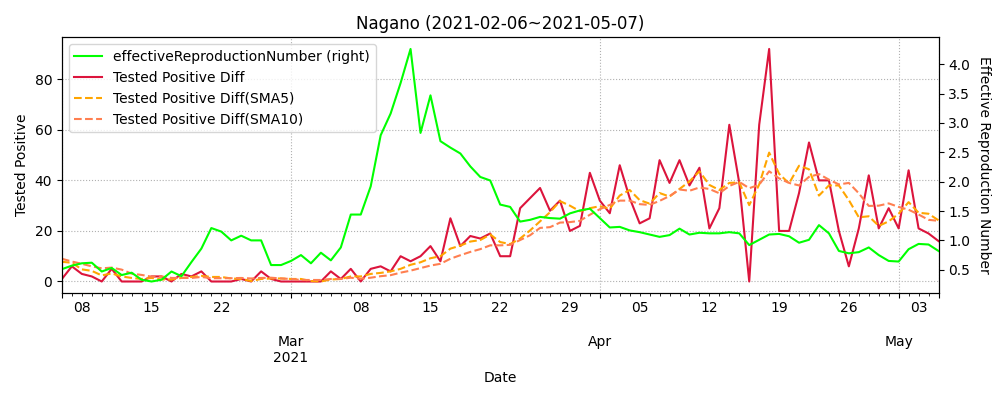 Nagano (2021-02-06~2021-05-07)
effectiveReproductionNumber (right)
Tested Positive Diff
Tested Positive Diff(SMA5)
Tested Positive Diff(SMA10)
Tested Positive
80
60
40
20
0
4.0
3.5
3.0
2.5
2.0
1.5
1.0
0.5
Effective Reproduction Number
08 15 22 08 15 22 29 05 12 19 26 03
Mar Apr May
2021
Date